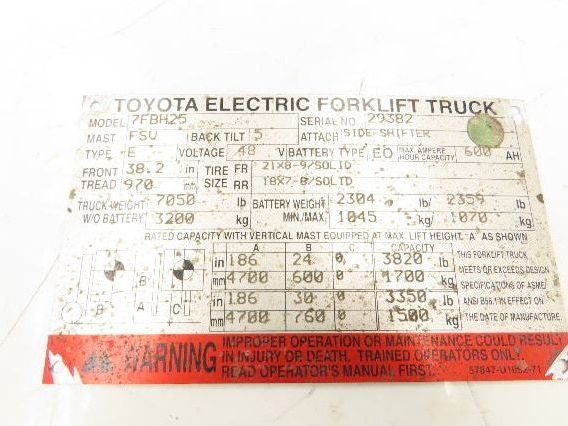 TOYOTA ELECTRIC FORKLIFT TRUCK
MODEL 7FBH25 SERIAL NO 29382
MAST FSV BACK TILT 5 ATTACH SIDE-SHIFTER
TYPE E VOLTAGE 48 V BATTERY TYPE EO MAX. AMPERE HOUR CAPACITY 600 AH
FRONT TREAD 38.2 in TIRE SIZE FR 21X8-9/SOLID
970 mm RR 18X7-8/SOLID
TRUCK WEIGHT W/O BATTERY 7050 lb BATTERY WEIGHT MIN./MAX. 2304 lb/ 2359 lb
3200 kg 1045 kg/ 1070 kg
RATED CAPACITY WITH VERTICAL MAST EQUIPPED AT MAX. LIFT HEIGHT, "A" AS SHOWN
A B C
in 186 24 0 3820 lb THIS FORKLIFT TRUCK
mm 4700 600 0 1700 kg MEETS OR EXCEEDS DESIGN SPECIFICATIONS OF ASME/
in 186 30 0 3350 lb ANSI B56.1 IN EFFECT ON
mm 4700 760 0 1500 kg THE DATE OF MANUFACTURE.
B A C
WARNING
IMPROPER OPERATION OR MAINTENANCE COULD RESULT
IN INJURY OR DEATH. TRAINED OPERATORS ONLY.
READ OPERATOR'S MANUAL FIRST.